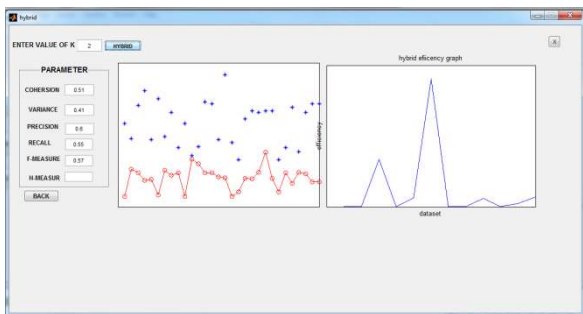 hybrid
ENTER VALUE OF K 2 HYBRID
X
PARAMETER
COHERSION 0.51
VARIANCE 0.41
PRECISION 0.6
RECALL 0.55
F-MEASURE 0.57
H-MEASUR
BACK
hybrid eficency graph
efficiency
dataset